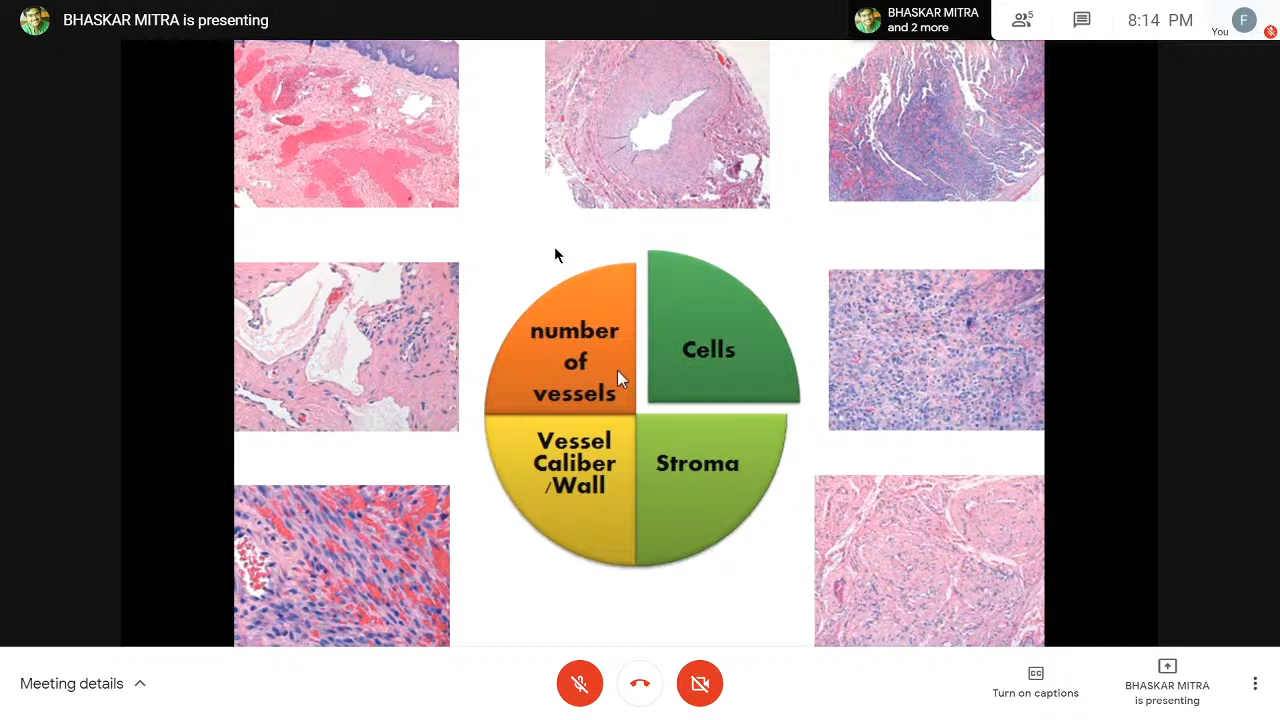 BHASKAR MITRA is presenting
BHASKAR MITRA
and 2 more
5
8:14 PM
You
F
number
of
vessels
Cells
Vessel
Caliber
/Wall
Stroma
Meeting details
CC
Turn on captions
BHASKAR MITRA
is presenting